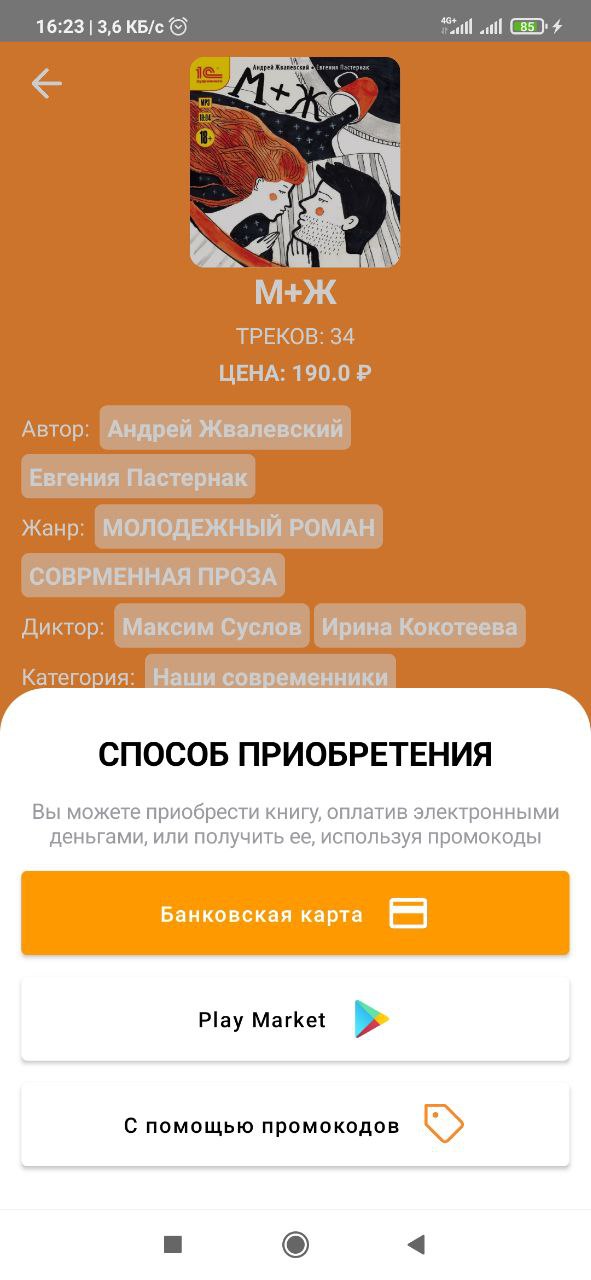 16:23 | 3,6 КБ/с
4G+
85
Андрей Жвалевский • Евгения Пастернак
1С
М+Ж
MP3
18+
М+Ж
ТРЕКОВ: 34
ЦЕНА: 190.0 ₽
Автор: Андрей Жвалевский
Евгения Пастернак
Жанр: МОЛОДЕЖНЫЙ РОМАН
СОВРМЕННАЯ ПРОЗА
Диктор: Максим Суслов Ирина Кокотеева
Категория: Наши современники
СПОСОБ ПРИОБРЕТЕНИЯ
Вы можете приобрести книгу, оплатив электронными
деньгами, или получить ее, используя промокоды
Банковская карта
Play Market
С помощью промокодов